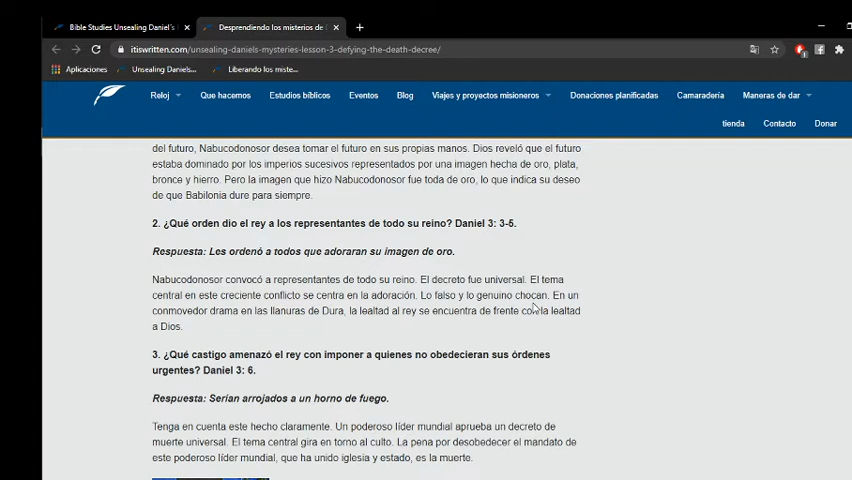 Bible Studies Unsealing Daniel's
Desprendiendo los misterios de
itiswritten.com/unsealing-daniels-mysteries-lesson-3-defying-the-death-decree/
Aplicaciones
Unsealing Daniels...
Liberando los miste...
Reloj
Que hacemos
Estudios bíblicos
Eventos
Blog
Viajes y proyectos misioneros
Donaciones planificadas
Camaradería
Maneras de dar
tienda
Contacto
Donar
del futuro, Nabucodonosor desea tomar el futuro en sus propias manos. Dios reveló que el futuro
estaba dominado por los imperios sucesivos representados por una imagen hecha de oro, plata,
bronce y hierro. Pero la imagen que hizo Nabucodonosor fue toda de oro, lo que indica su deseo
de que Babilonia dure para siempre.
2. ¿Qué orden dio el rey a los representantes de todo su reino? Daniel 3: 3-5.
Respuesta: Les ordenó a todos que adoraran su imagen de oro.
Nabucodonosor convocó a representantes de todo su reino. El decreto fue universal. El tema
central en este creciente conflicto se centra en la adoración. Lo falso y lo genuino chocan. En un
conmovedor drama en las llanuras de Dura, la lealtad al rey se encuentra de frente con la lealtad
a Dios.
3. ¿Qué castigo amenazó el rey con imponer a quienes no obedecieran sus órdenes
urgentes? Daniel 3: 6.
Respuesta: Serían arrojados a un horno de fuego.
Tenga en cuenta este hecho claramente. Un poderoso líder mundial aprueba un decreto de
muerte universal. El tema central gira en torno al culto. La pena por desobedecer el mandato de
este poderoso líder mundial, que ha unido iglesia y estado, es la muerte.